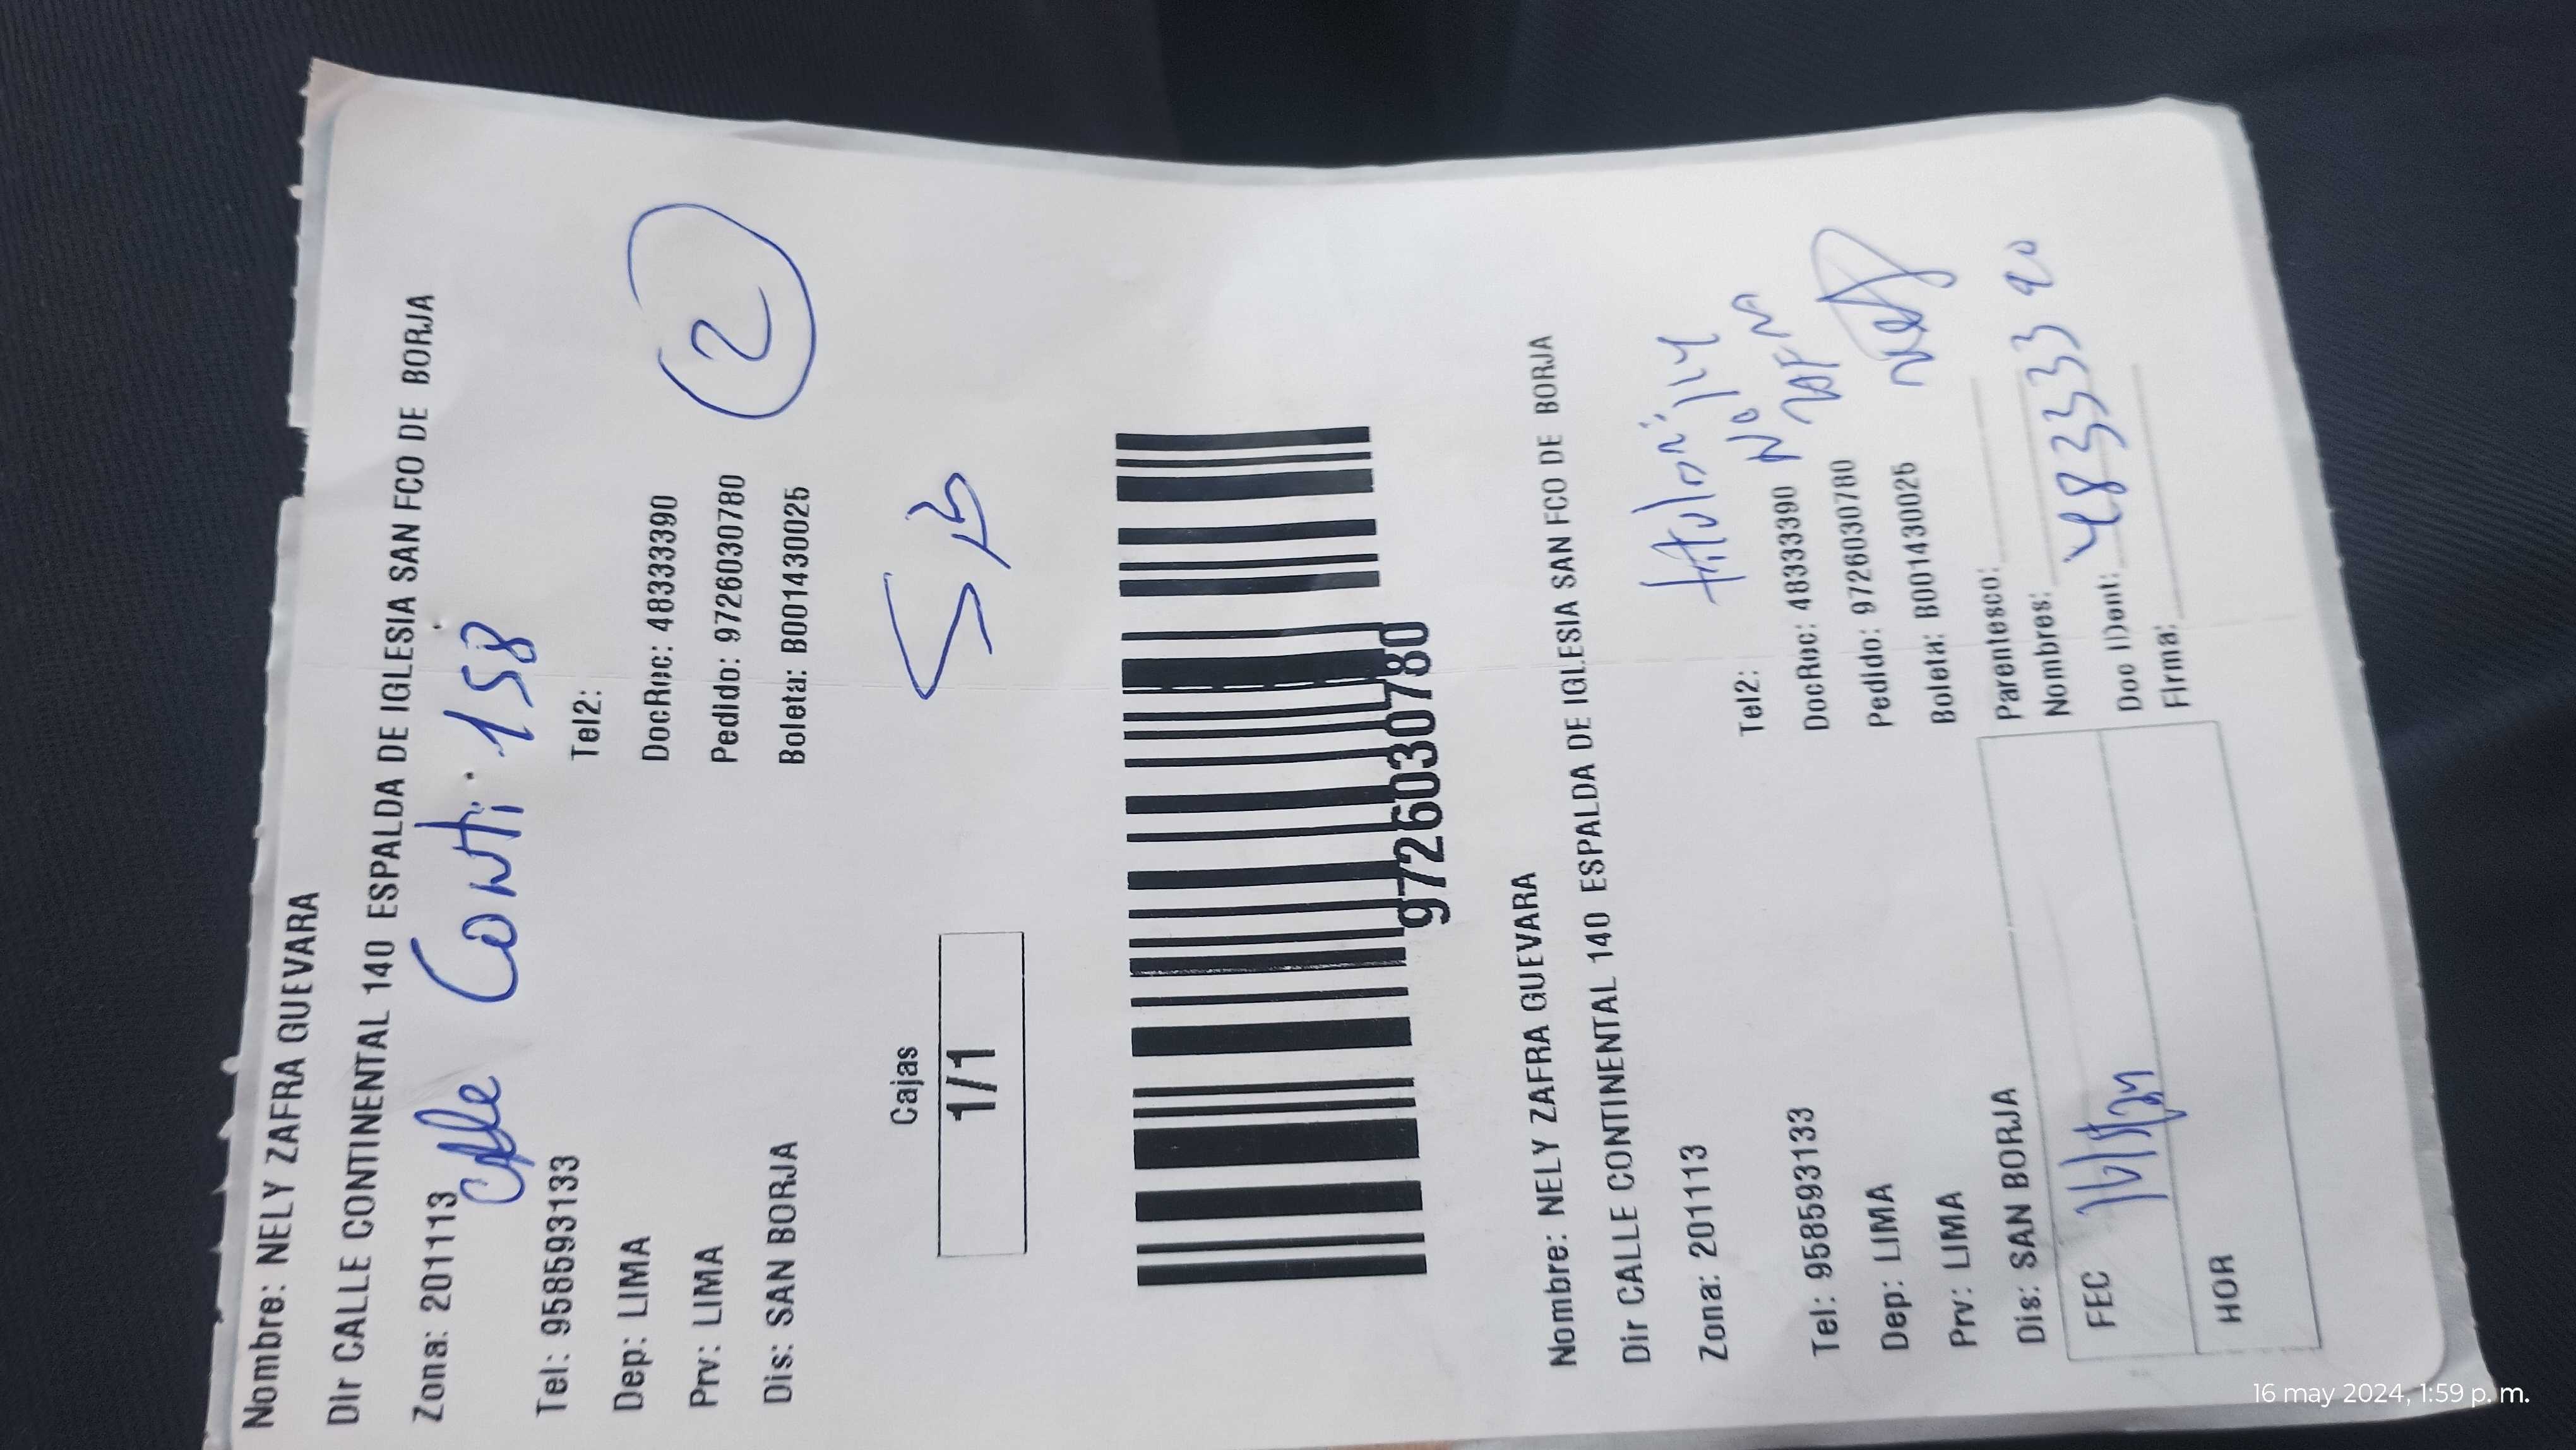 Nombre: NELY ZAFRA GUEVARA
Dir CALLE CONTINENTAL 140 ESPALDA DE IGLESIA SAN FCO DE BORJA
Zona: 201113
Calle Conti. 158
Tel: 958593133
Tel2:
Dep: LIMA
DocRuc: 48333390
Prv: LIMA
Pedido: 9726030780
Dis: SAN BORJA
Boleta: B001430025
2
Cajas
1/1
SB
9726030780
Nombre: NELY ZAFRA GUEVARA
Dir CALLE CONTINENTAL 140 ESPALDA DE IGLESIA SAN FCO DE BORJA
Zona: 201113
Tel2:
Tel: 958593133
DocRuc: 48333390
Dep: LIMA
Pedido: 9726030780
Prv: LIMA
Boleta: B001430025
Dis: SAN BORJA
Parentesco:
Nombres:
Doc IDent: 48333390
Firma:
FEC
HOR
16 may 2024, 1:59 p. m.